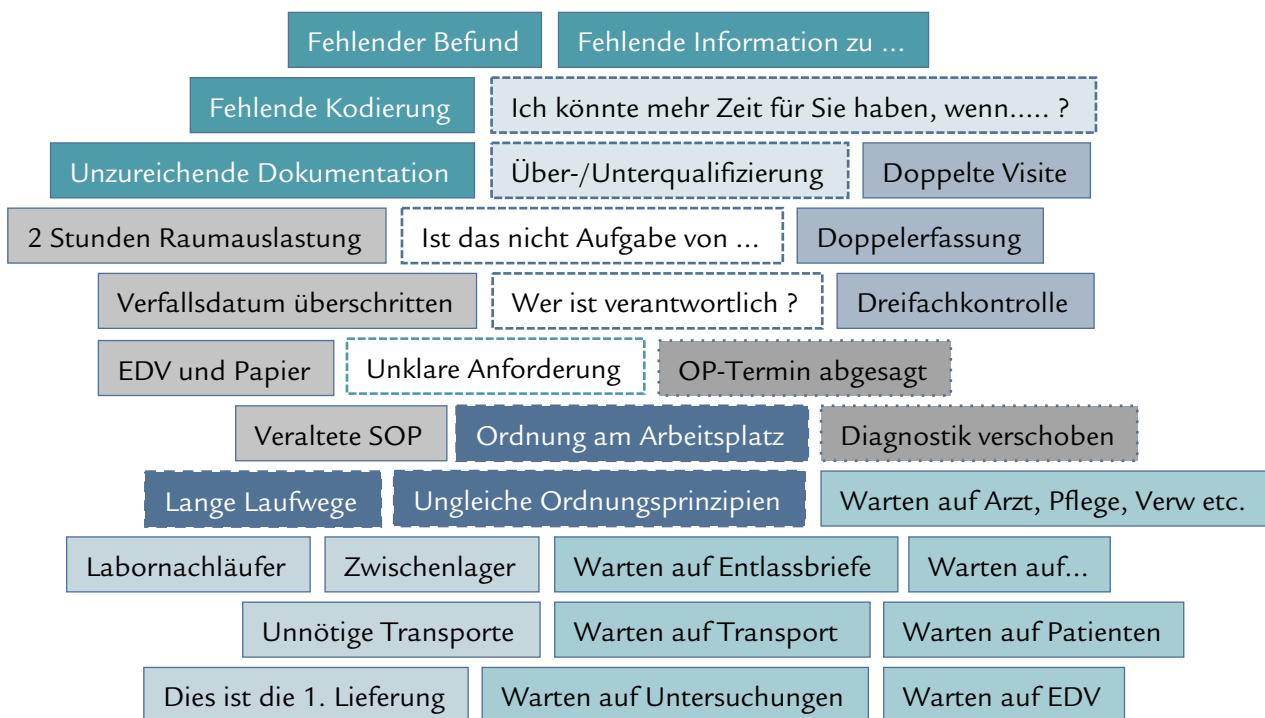 Fehlender Befund
Fehlende Information zu ...
Fehlende Kodierung
Ich könnte mehr Zeit für Sie haben, wenn..... ?
Unzureichende Dokumentation
Über-/Unterqualifizierung
Doppelte Visite
2 Stunden Raumauslastung
Ist das nicht Aufgabe von ...
Doppelerfassung
Verfallsdatum überschritten
Wer ist verantwortlich ?
Dreifachkontrolle
EDV und Papier
Unklare Anforderung
OP-Termin abgesagt
Veraltete SOP
Ordnung am Arbeitsplatz
Diagnostik verschoben
Lange Laufwege
Ungleiche Ordnungsprinzipien
Warten auf Arzt, Pflege, Verw etc.
Labornachläufer
Zwischenlager
Warten auf Entlassbriefe
Warten auf...
Unnötige Transporte
Warten auf Transport
Warten auf Patienten
Dies ist die 1. Lieferung
Warten auf Untersuchungen
Warten auf EDV